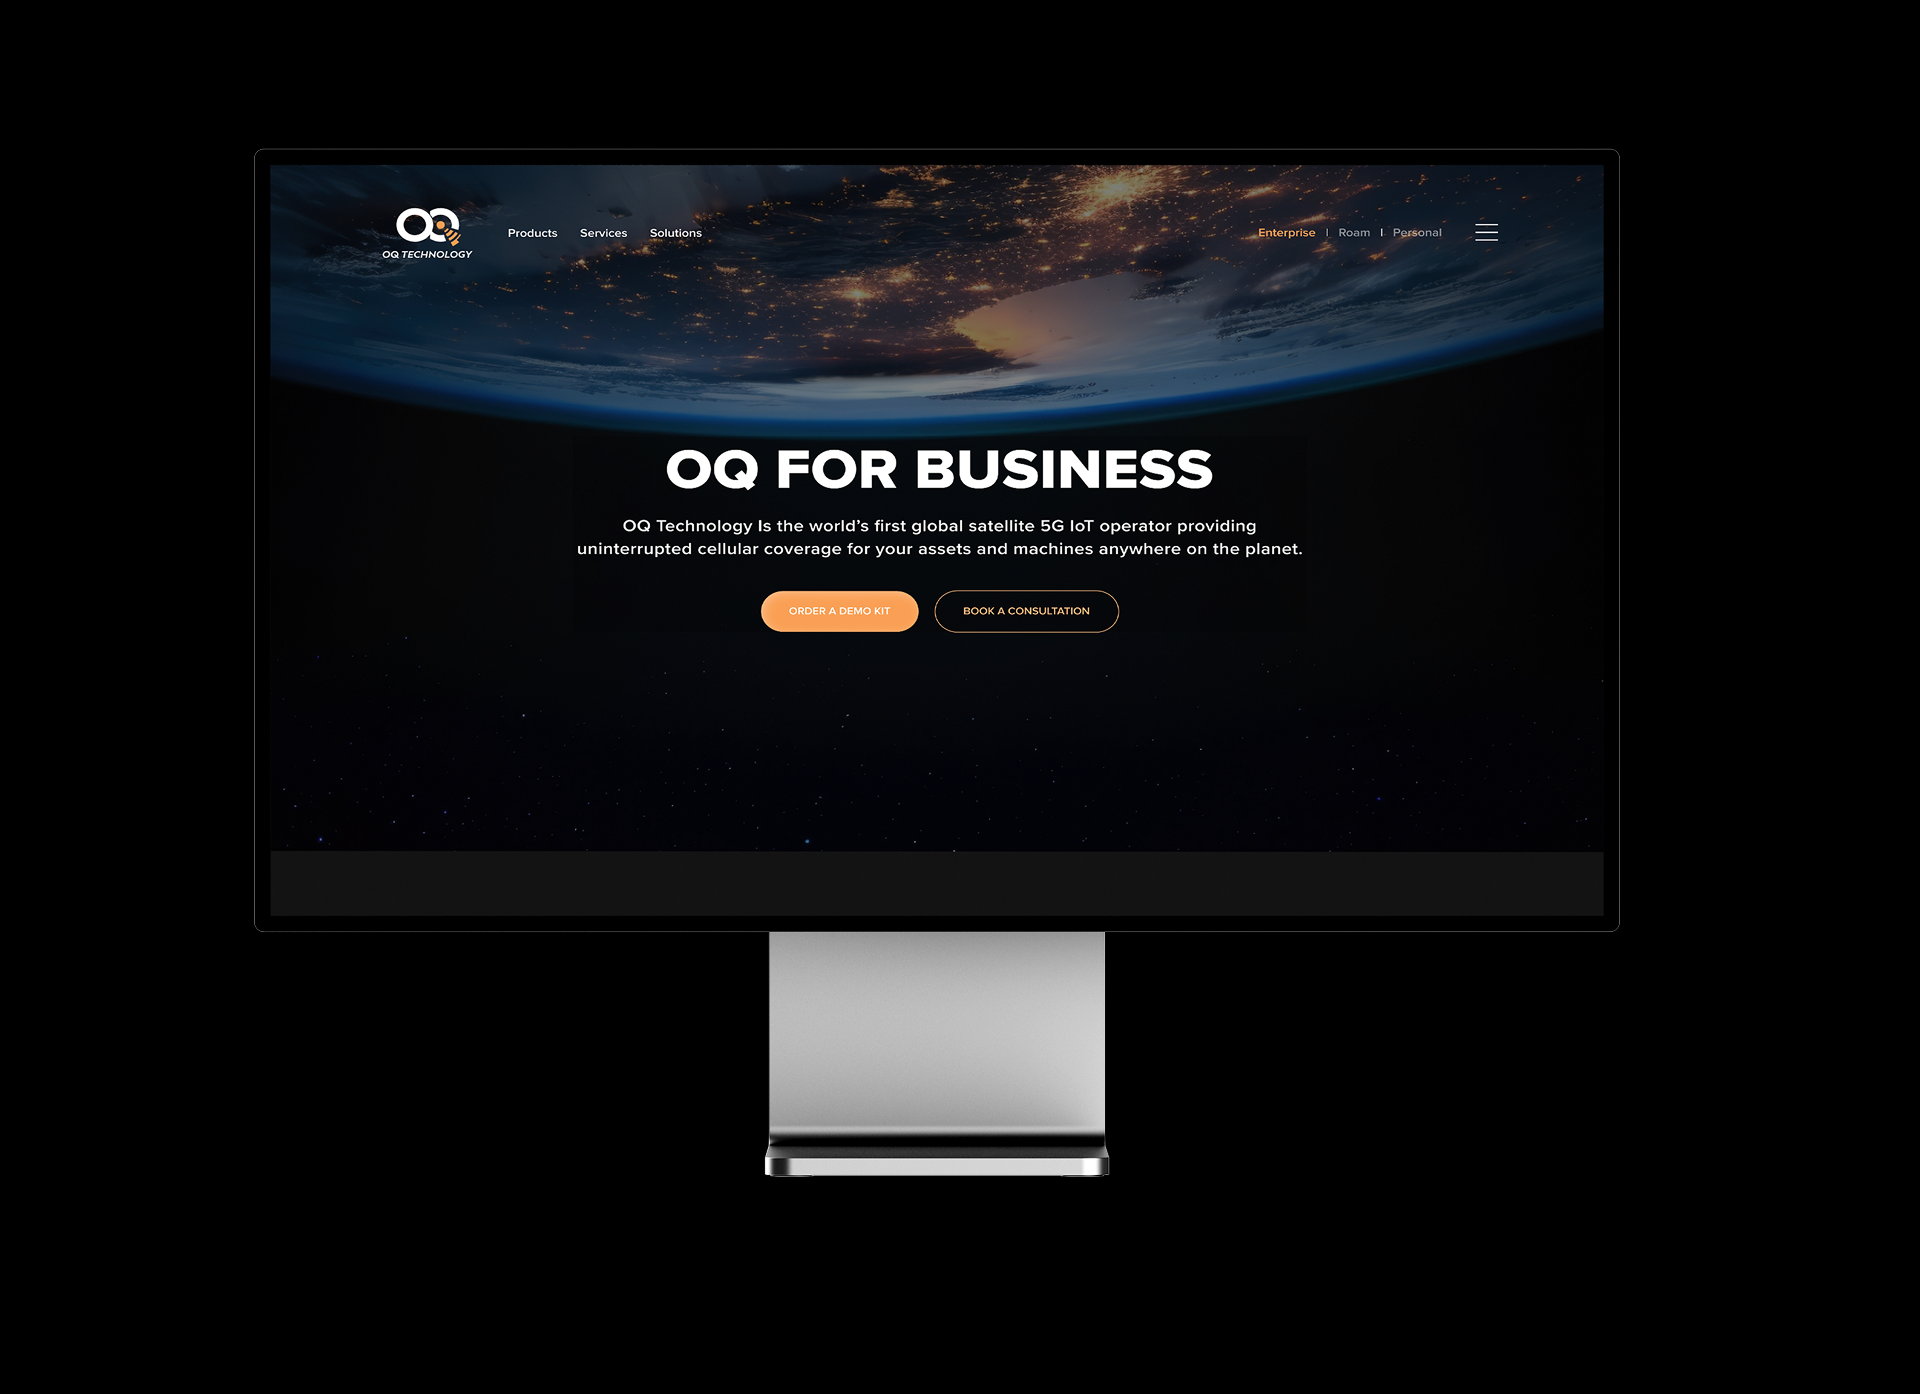 OQ
OQ TECHNOLOGY
Products Services Solutions
Enterprise | Roam | Personal
OQ FOR BUSINESS
OQ Technology Is the world’s first global satellite 5G IoT operator providing
uninterrupted cellular coverage for your assets and machines anywhere on the planet.
ORDER A DEMO KIT BOOK A CONSULTATION